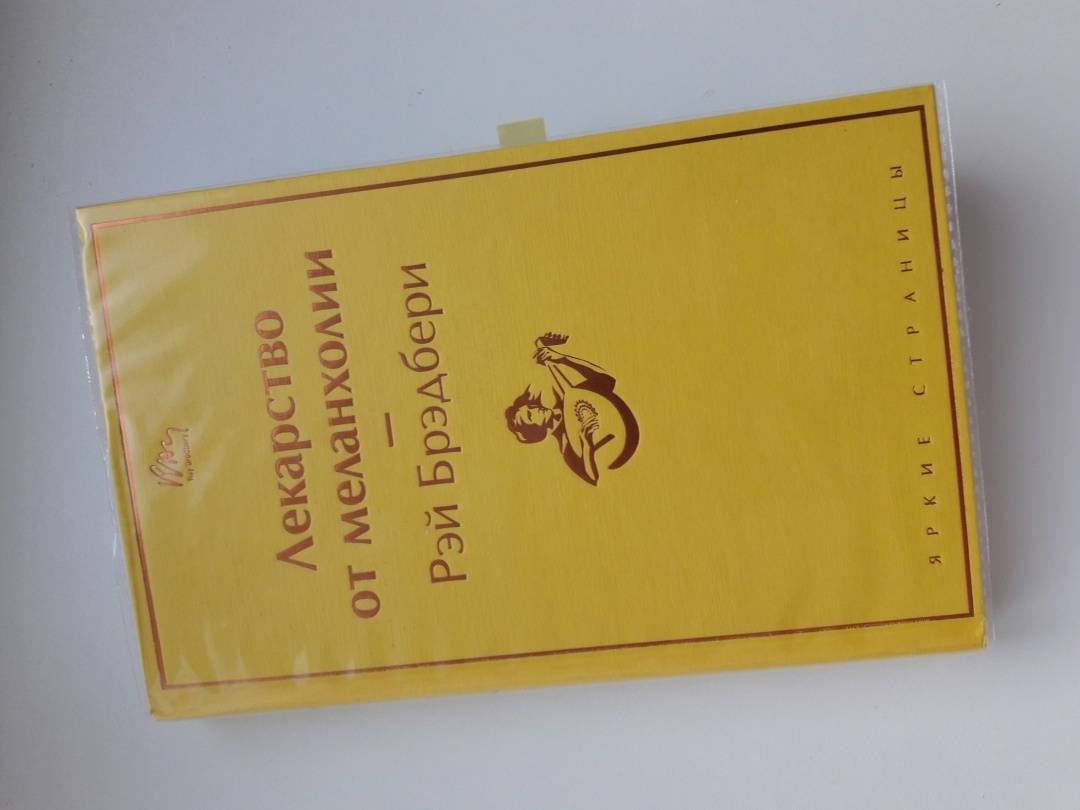 Лекарство
от меланхолии
—
Рэй Брэдбери
ЯРКИЕ СТРАНИЦЫ